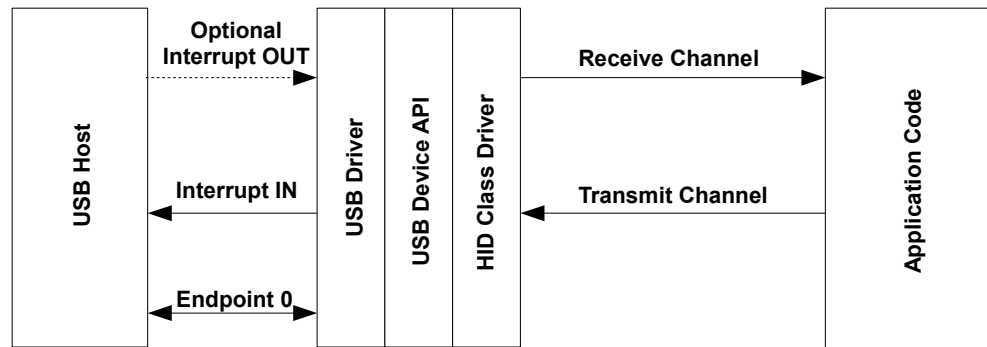 USB Host
Optional
Interrupt OUT
Interrupt IN
Endpoint 0
USB Driver
USB Device API
HID Class Driver
Receive Channel
Transmit Channel
Application Code